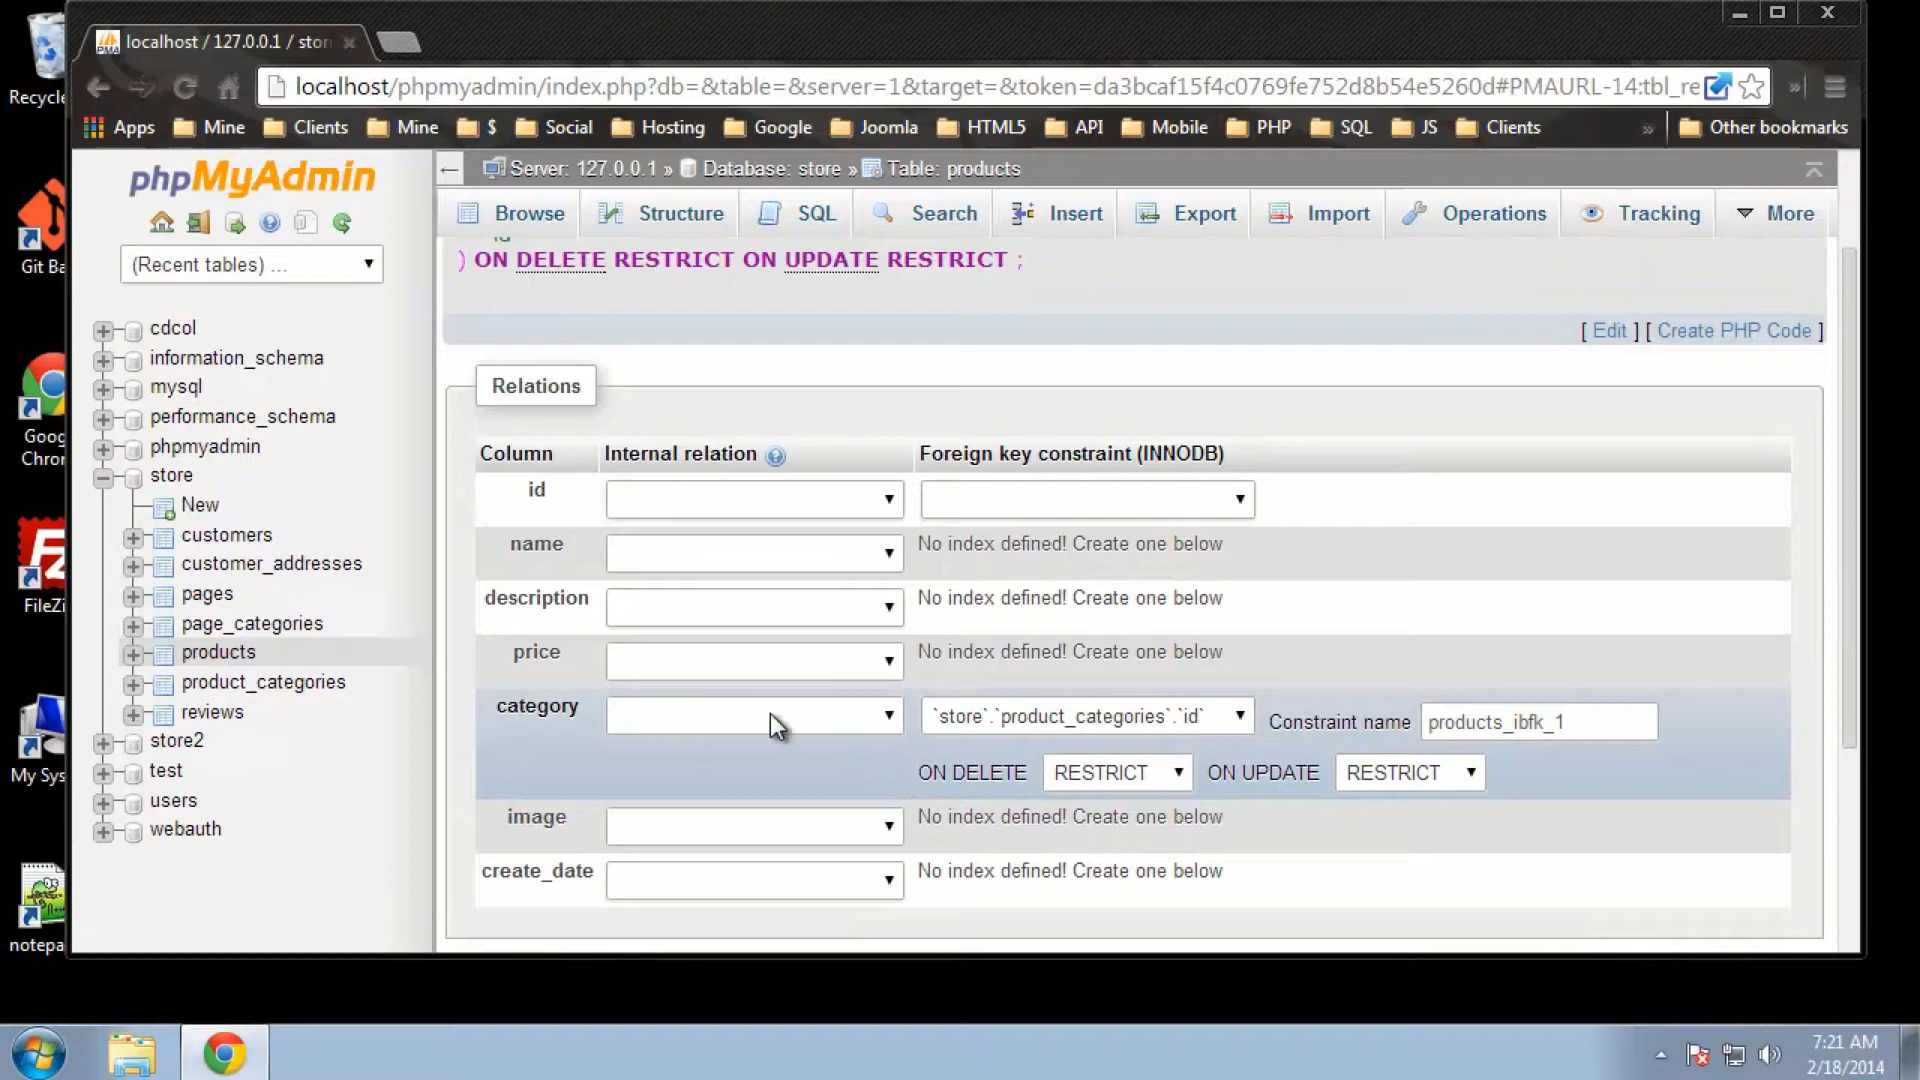 localhost / 127.0.0.1 / stor
localhost/phpmyadmin/index.php?db=&table=&server=1&target=&token=da3bcaf15f4c0769fe752d8b54e5260d#PMAURL-14:tbl_re
Apps Mine Clients Mine $ Social Hosting Google Joomla HTML5 API Mobile PHP SQL JS Clients » Other bookmarks
Recycle
Git Ba
Goog
Chron
FileZi
My Sys
notepa
phpMyAdmin
(Recent tables) ...
cdcol
information_schema
mysql
performance_schema
phpmyadmin
store
New
customers
customer_addresses
pages
page_categories
products
product_categories
reviews
store2
test
users
webauth
Server: 127.0.0.1 » Database: store » Table: products
Browse Structure SQL Search Insert Export Import Operations Tracking More
) ON DELETE RESTRICT ON UPDATE RESTRICT ;
[ Edit ] [ Create PHP Code ]
Relations
Column Internal relation Foreign key constraint (INNODB)
id
name No index defined! Create one below
description No index defined! Create one below
price No index defined! Create one below
category `store`.`product_categories`.`id` Constraint name products_ibfk_1
ON DELETE RESTRICT ON UPDATE RESTRICT
image No index defined! Create one below
create_date No index defined! Create one below
7:21 AM
2/18/2014